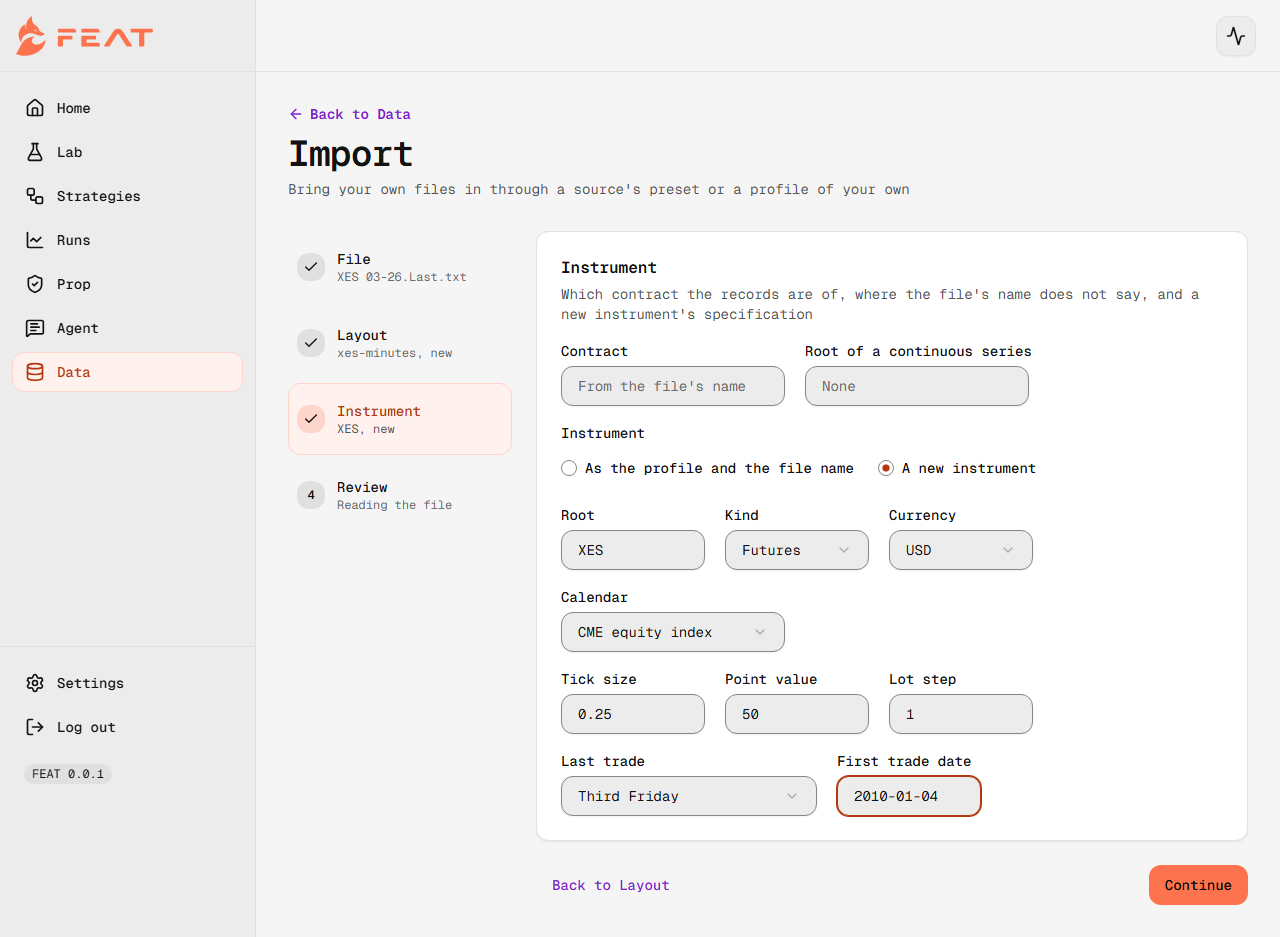 FEAT
Home
Lab
Strategies
Runs
Prop
Agent
Data
Settings
Log out
FEAT 0.0.1
Back to Data
Import
Bring your own files in through a source's preset or a profile of your own
File
XES 03-26.Last.txt
Layout
xes-minutes, new
Instrument
XES, new
4
Review
Reading the file
Instrument
Which contract the records are of, where the file's name does not say, and a
new instrument's specification
Contract
Root of a continuous series
From the file's name
None
Instrument
As the profile and the file name
A new instrument
Root
Kind
Currency
XES
Futures
USD
Calendar
CME equity index
Tick size
Point value
Lot step
0.25
50
1
Last trade
First trade date
Third Friday
2010-01-04
Back to Layout
Continue